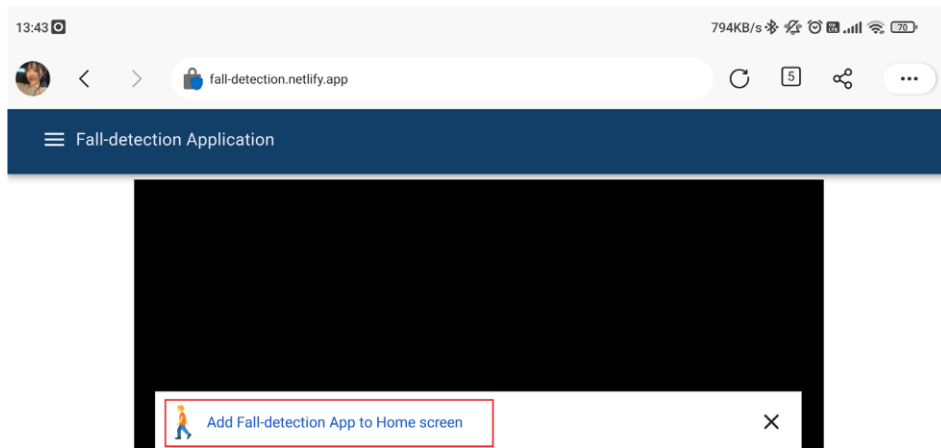 13:43 794KB/s 70
fall-detection.netlify.app 5
Fall-detection Application
Add Fall-detection App to Home screen